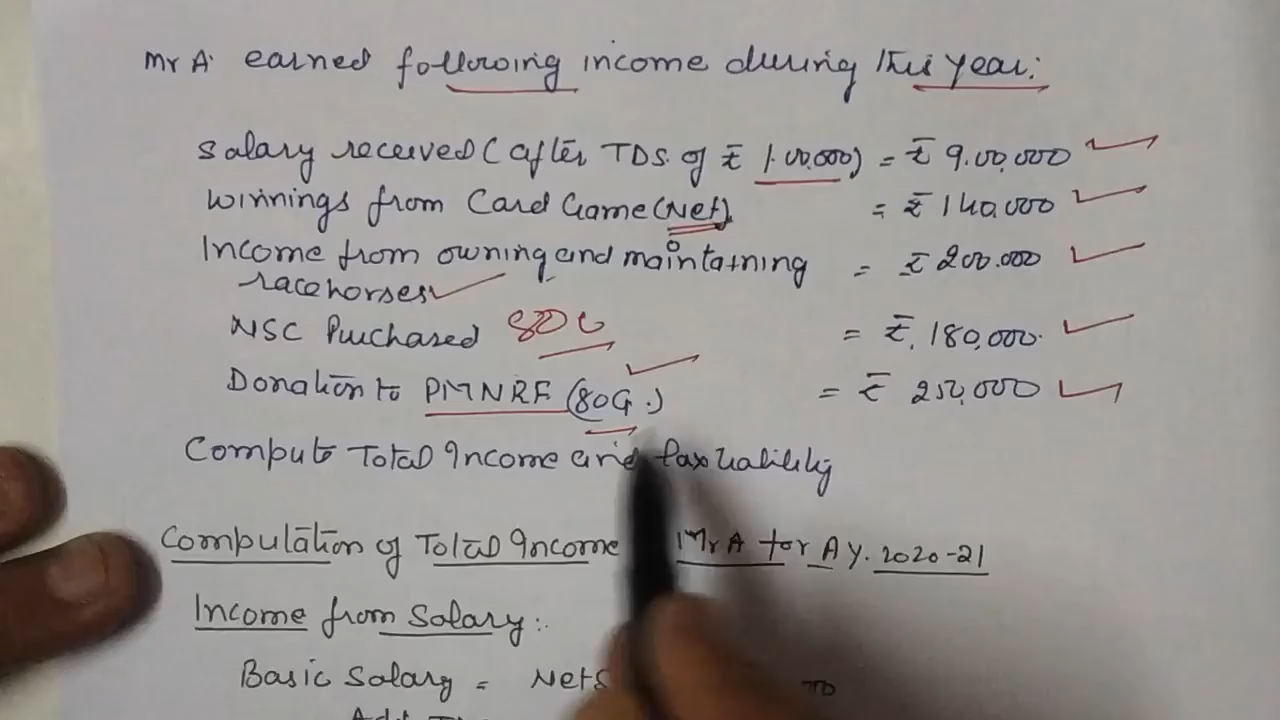 Mr A. earned following income during this year:
Salary received (after TDS. of ₹ 1.00.000) = ₹ 9.00,000
Winnings from Card Game (Net) = ₹ 140.000
Income from owning and maintaining = ₹ 200.000
racehorses
NSC Purchased 80C = ₹. 180,000.
Donation to PMNRF (80G.) = ₹ 250,000
Compute Total Income and tax liability
Computation of Total Income Mr A for A y. 2020-21
Income from Salary:
Basic Salary =